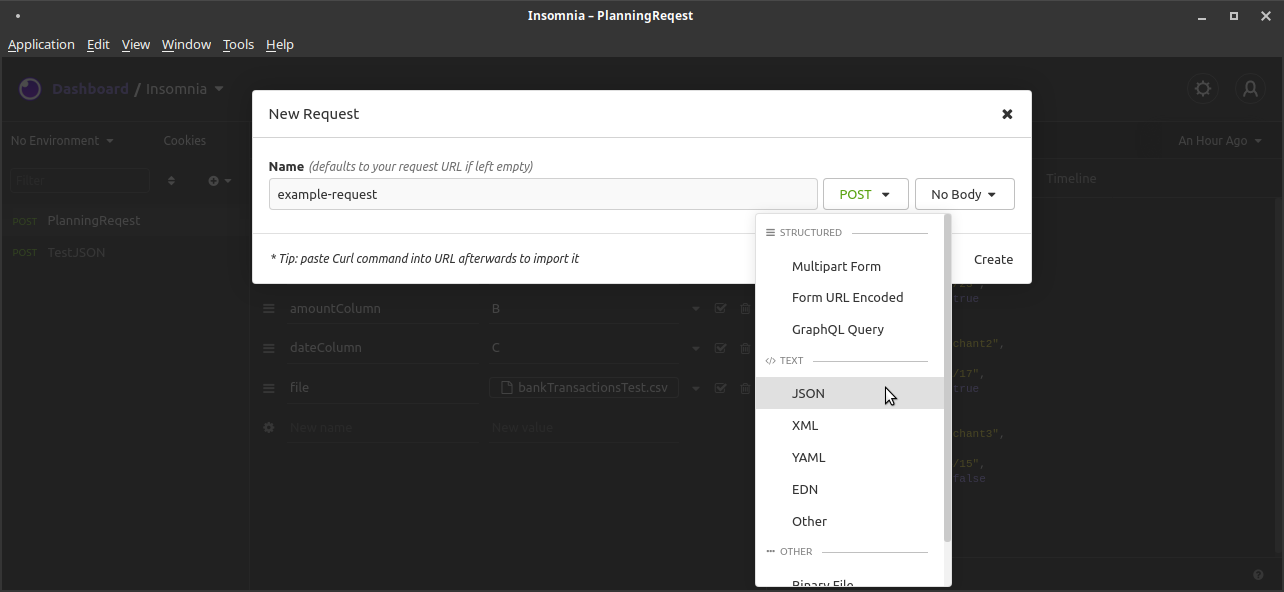 Insomnia – PlanningReqest
Application Edit View Window Tools Help
Dashboard / Insomnia
New Request
No Environment Cookies
An Hour Ago
Name (defaults to your request URL if left empty)
Filter
Timeline
example-request POST No Body
POST PlanningReqest
STRUCTURED
POST TestJSON
* Tip: paste Curl command into URL afterwards to import it
Create
Multipart Form
Form URL Encoded
amountColumn B
true
GraphQL Query
dateColumn C
chant2",
TEXT
/17",
file bankTransactionsTest.csv
true
JSON
New name New value
XML
chant3",
YAML
/15",
false
EDN
Other
OTHER
Binary File